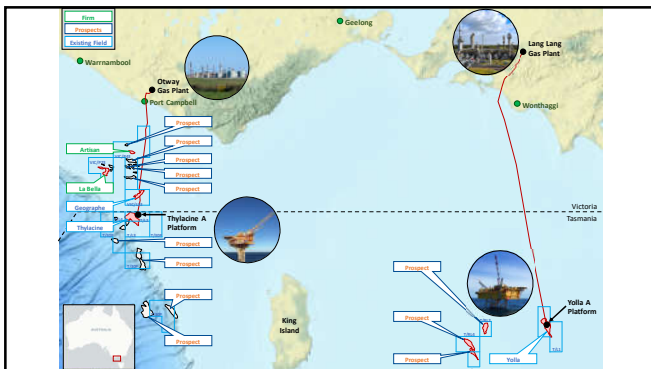 Firm
Prospects
Existing Field
Geelong
Warrnambool
Otway
Gas Plant
Port Campbell
Lang Lang
Gas Plant
Wonthaggi
Prospect
Artisan
Prospect
Prospect
Prospect
La Bella
Prospect
Geographe
Thylacine
Thylacine A
Platform
Victoria
Tasmania
Prospect
Prospect
Prospect
Prospect
King
Island
Prospect
Prospect
Prospect
Yolla A
Platform
Yolla
AUSTRALIA